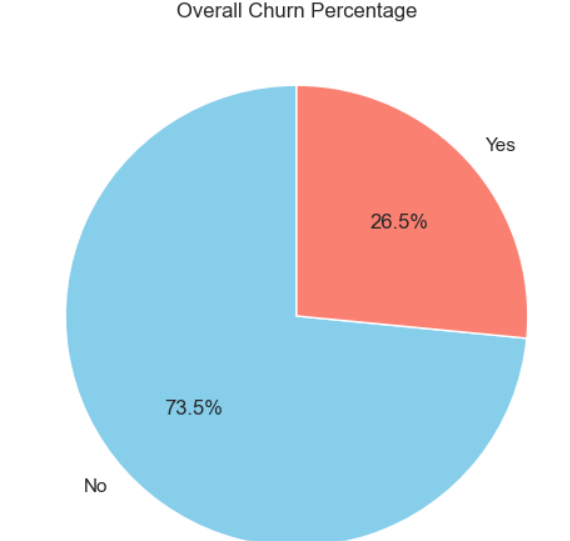 Overall Churn Percentage
Yes
26.5%
73.5%
No